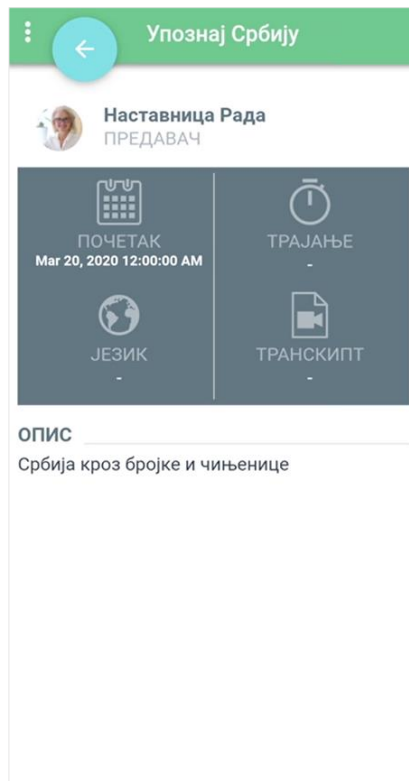 Упознај Србију
Наставница Рада
ПРЕДАВАЧ
ПОЧЕТАК
Mar 20, 2020 12:00:00 AM
ТРАЈАЊЕ
-
ЈЕЗИК
-
ТРАНСКИПТ
-
ОПИС
Србија кроз бројке и чињенице